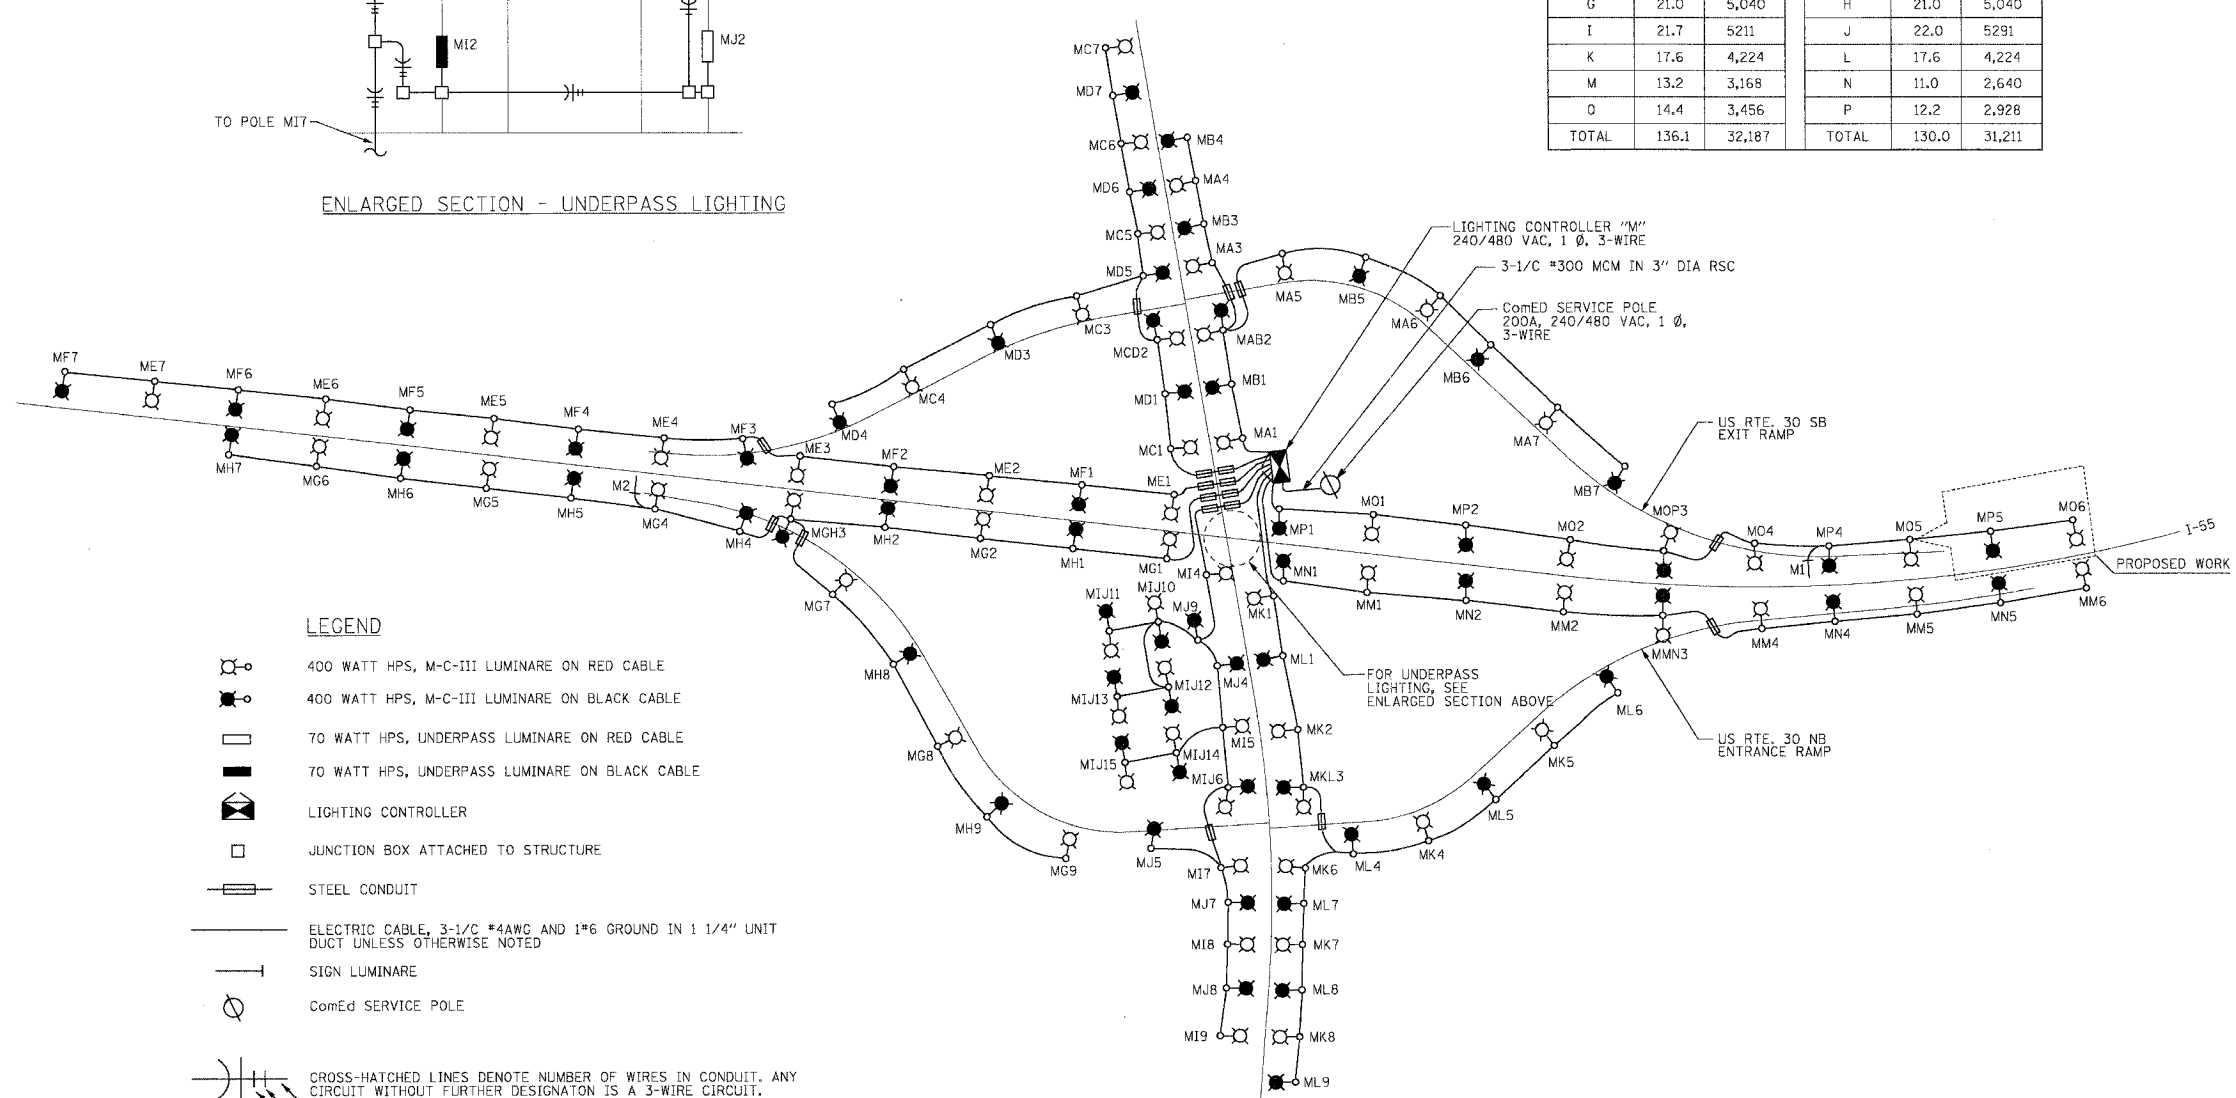 MI2
MJ2
TO POLE MI7
ENLARGED SECTION - UNDERPASS LIGHTING
G 21.0 5,040 H 21.0 5,040
I 21.7 5211 J 22.0 5291
K 17.6 4,224 L 17.6 4,224
M 13.2 3,168 N 11.0 2,640
O 14.4 3,456 P 12.2 2,928
TOTAL 136.1 32,187 TOTAL 130.0 31,211
MC7
MD7
MC6
MB4
MD6
MA4
MC5
MB3
MA3
MD5
LIGHTING CONTROLLER "M"
240/480 VAC, 1 Ø, 3-WIRE
3-1/C #300 MCM IN 3" DIA RSC
ComED SERVICE POLE
200A, 240/480 VAC, 1 Ø,
3-WIRE
MA5
MB5
MA6
MC3
MD3
MCD2
MAB2
MB6
MF7
ME7
MF6
ME6
MF5
ME5
MF4
ME4
MF3
MC4
MD4
MD1
MB1
MC1
MA1
MA7
MB7
US RTE. 30 SB
EXIT RAMP
ME3
MF2
ME2
MF1
ME1
MH7
MG6
MH6
MG5
MH5
M2
MG4
MH4
MGH3
MH2
MG2
MH1
MG1
MP1
MO1
MP2
MO2
MOP3
MO4
MP4
MO5
MP5
MO6
I-55
M1
PROPOSED WORK
MI4
MN1
MM1
MN2
MM2
MMN3
MM4
MN4
MM5
MN5
MM6
MG7
MIJ11
MIJ10
MJ9
MK1
MH8
MIJ13
MIJ12
MJ4
ML1
FOR UNDERPASS
LIGHTING, SEE
ENLARGED SECTION ABOVE
ML6
US RTE. 30 NB
ENTRANCE RAMP
MG8
MIJ15
MIJ14
MI5
MK2
MIJ6
MKL3
MK5
ML5
MH9
MG9
MJ5
MI7
MK6
ML4
MK4
MJ7
ML7
MI8
MK7
MJ8
ML8
MI9
MK8
ML9
LEGEND
400 WATT HPS, M-C-III LUMINARE ON RED CABLE
400 WATT HPS, M-C-III LUMINARE ON BLACK CABLE
70 WATT HPS, UNDERPASS LUMINARE ON RED CABLE
70 WATT HPS, UNDERPASS LUMINARE ON BLACK CABLE
LIGHTING CONTROLLER
JUNCTION BOX ATTACHED TO STRUCTURE
STEEL CONDUIT
ELECTRIC CABLE, 3-1/C #4AWG AND 1#6 GROUND IN 1 1/4" UNIT
DUCT UNLESS OTHERWISE NOTED
SIGN LUMINARE
ComEd SERVICE POLE
CROSS-HATCHED LINES DENOTE NUMBER OF WIRES IN CONDUIT. ANY
CIRCUIT WITHOUT FURTHER DESIGNATON IS A 3-WIRE CIRCUIT.